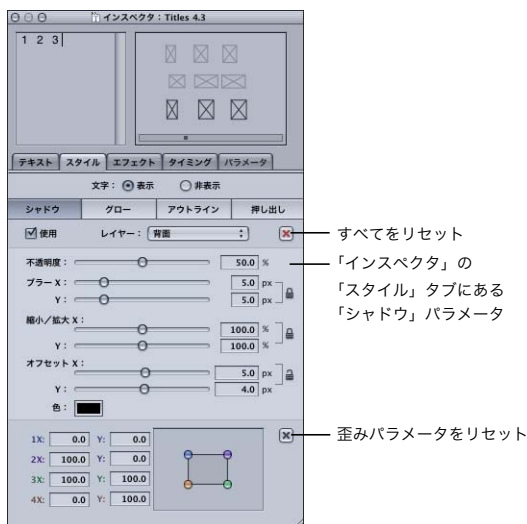 インスペクタ：Titles 4.3
1 2 3
テキスト スタイル エフェクト タイミング パラメータ
文字： 表示 非表示
シャドウ グロー アウトライン 押し出し
使用 レイヤー： 背面
すべてをリセット
不透明度： 50.0 %
「インスペクタ」の
「スタイル」タブにある
「シャドウ」パラメータ
ブラー X： 5.0 px
Y： 5.0 px
縮小／拡大 X：
100.0 %
Y： 100.0 %
オフセット X：
5.0 px
Y： 4.0 px
色：
歪みパラメータをリセット
1X: 0.0 Y: 0.0
2X: 100.0 Y: 0.0
3X: 100.0 Y: 100.0
4X: 0.0 Y: 100.0